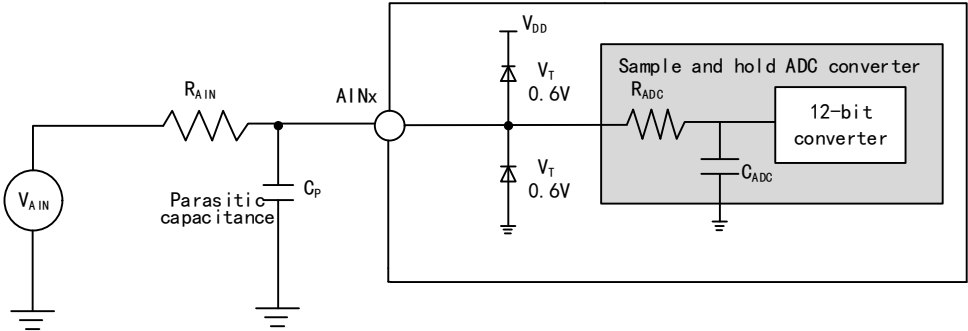 V_DD
Sample and hold ADC converter
V_T
0.6V
R_AIN
AINx
R_ADC
12-bit
converter
V_T
0.6V
C_ADC
V_AIN
C_P
Parasitic
capacitance